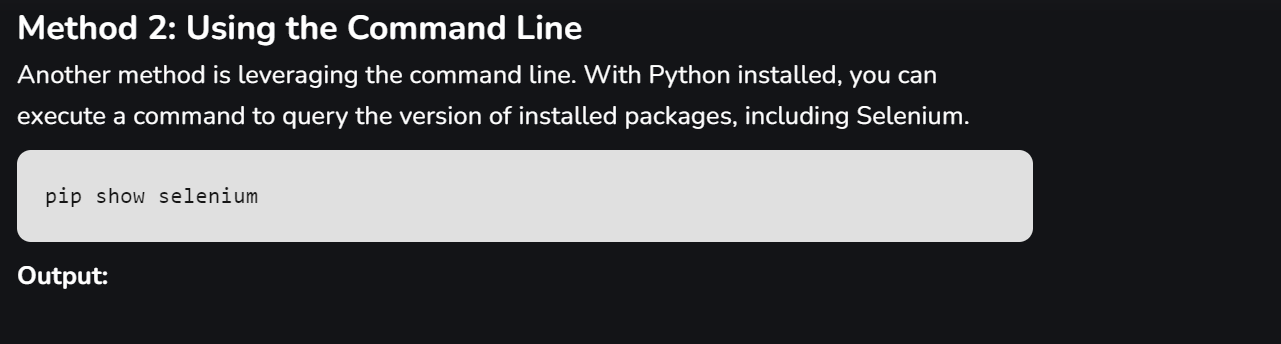 Method 2: Using the Command Line
Another method is leveraging the command line. With Python installed, you can
execute a command to query the version of installed packages, including Selenium.
pip show selenium
Output: